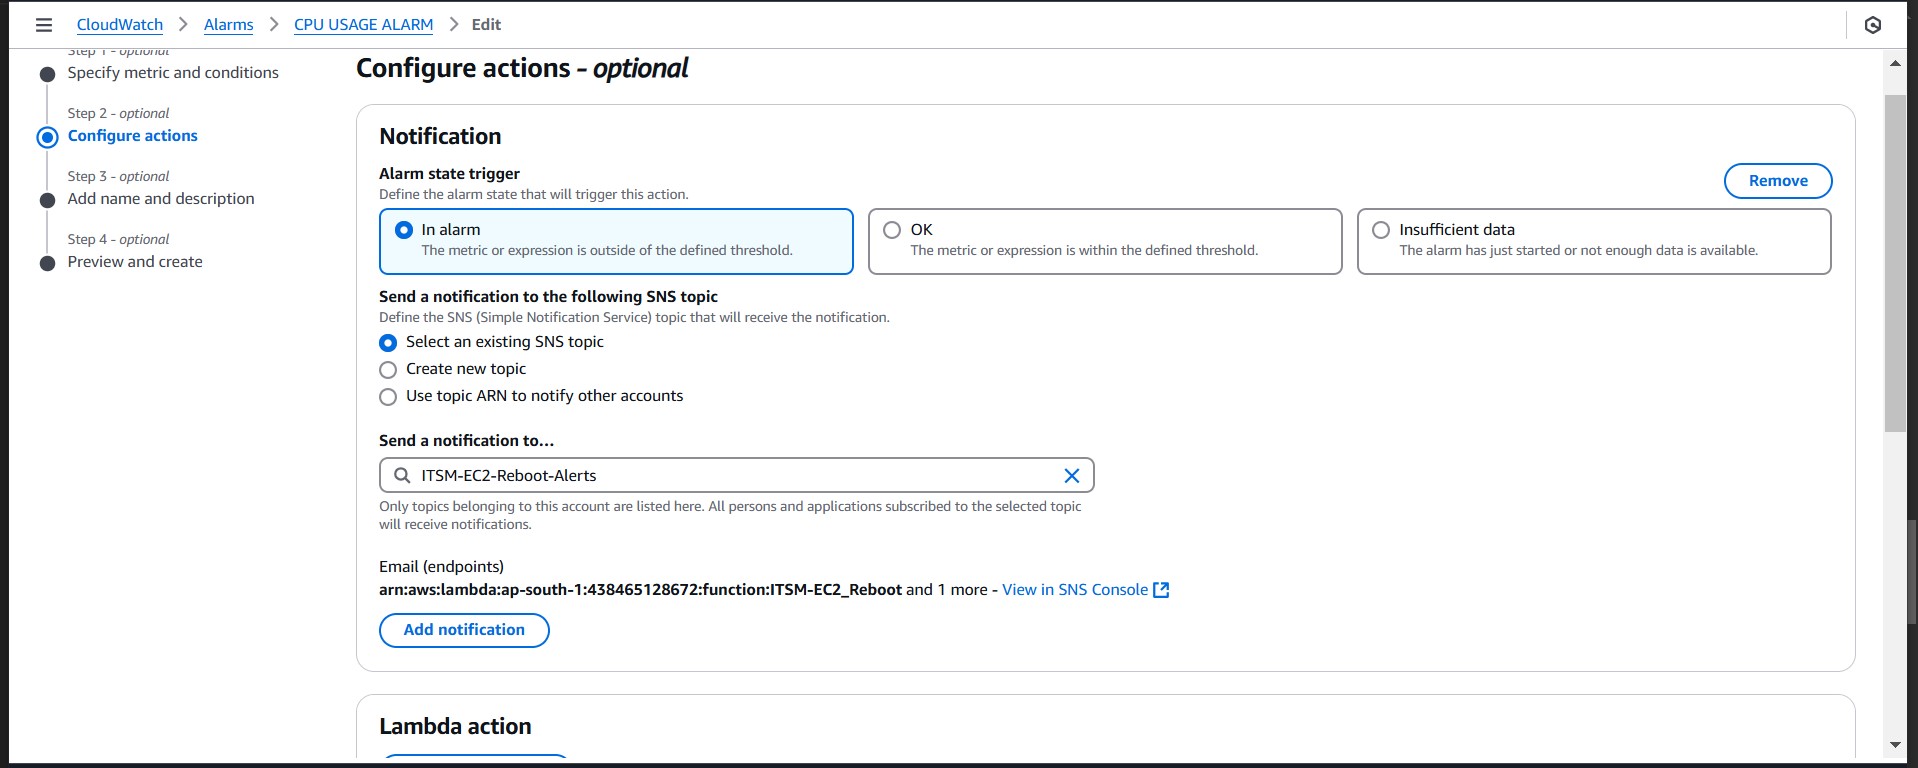 CloudWatch > Alarms > CPU USAGE ALARM > Edit
Step 1 - optional
Specify metric and conditions
Step 2 - optional
Configure actions
Step 3 - optional
Add name and description
Step 4 - optional
Preview and create
Configure actions - optional
Notification
Alarm state trigger
Define the alarm state that will trigger this action.
Remove
In alarm
The metric or expression is outside of the defined threshold.
OK
The metric or expression is within the defined threshold.
Insufficient data
The alarm has just started or not enough data is available.
Send a notification to the following SNS topic
Define the SNS (Simple Notification Service) topic that will receive the notification.
Select an existing SNS topic
Create new topic
Use topic ARN to notify other accounts
Send a notification to...
ITSM-EC2-Reboot-Alerts
Only topics belonging to this account are listed here. All persons and applications subscribed to the selected topic
will receive notifications.
Email (endpoints)
arn:aws:lambda:ap-south-1:438465128672:function:ITSM-EC2_Reboot and 1 more - View in SNS Console
Add notification
Lambda action